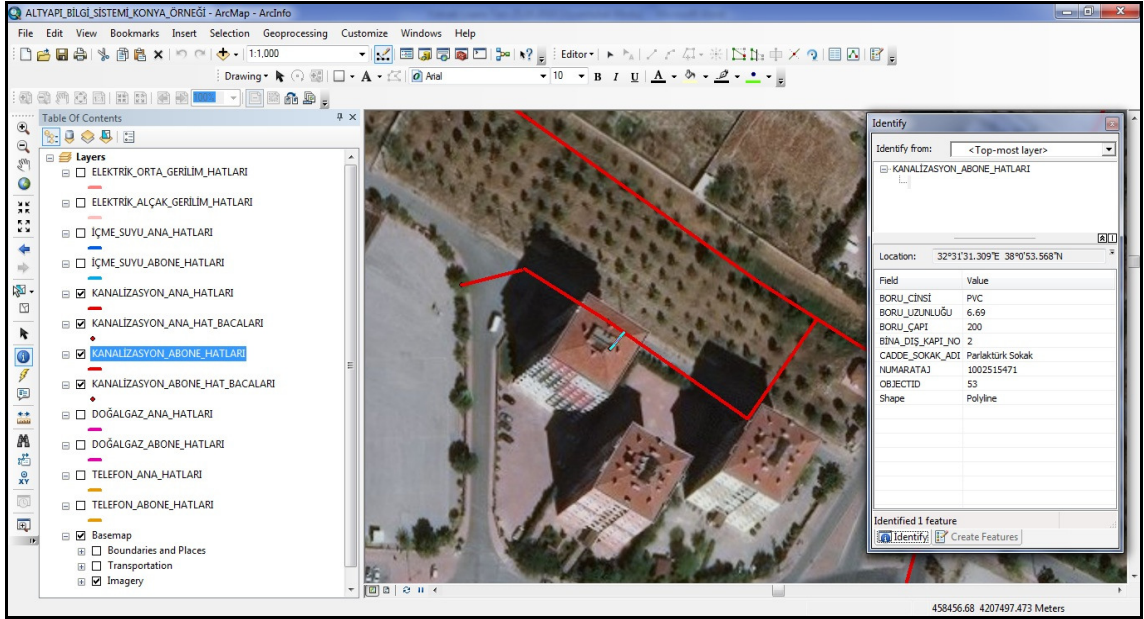 ALTYAPI_BİLGİ_SİSTEMİ_KONYA_ÖRNEĞİ - ArcMap - ArcInfo
File Edit View Bookmarks Insert Selection Geoprocessing Customize Windows Help
1:1.000 Editor
Drawing A Arial 10 B I U A
100%
Table Of Contents
Layers
ELEKTRİK_ORTA_GERİLİM_HATLARI
ELEKTRİK_ALÇAK_GERİLİM_HATLARI
İÇME_SUYU_ANA_HATLARI
İÇME_SUYU_ABONE_HATLARI
KANALİZASYON_ANA_HATLARI
KANALİZASYON_ANA_HAT_BACALARI
KANALİZASYON_ABONE_HATLARI
KANALİZASYON_ABONE_HAT_BACALARI
DOĞALGAZ_ANA_HATLARI
DOĞALGAZ_ABONE_HATLARI
TELEFON_ANA_HATLARI
TELEFON_ABONE_HATLARI
Basemap
Boundaries and Places
Transportation
Imagery
XY
Identify
Identify from: <Top-most layer>
KANALİZASYON_ABONE_HATLARI
Location: 32°31'31.309"E 38°0'53.568"N
Field Value
BORU_CİNSİ PVC
BORU_UZUNLUĞU 6.69
BORU_ÇAPI 200
BİNA_DIŞ_KAPI_NO 2
CADDE_SOKAK_ADI Parlaktürk Sokak
NUMARATAJ 1002515471
OBJECTID 53
Shape Polyline
Identified 1 feature
Identify Create Features
458456.68 4207497.473 Meters